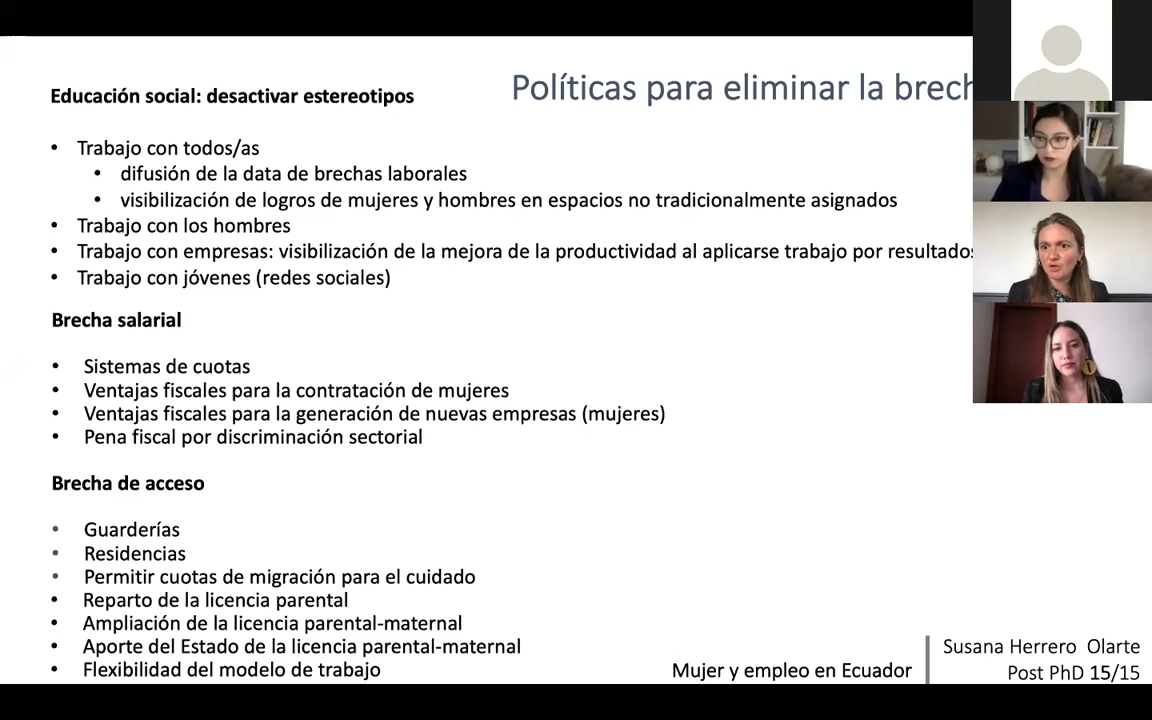 Políticas para eliminar la brech
Educación social: desactivar estereotipos
• Trabajo con todos/as
• difusión de la data de brechas laborales
• visibilización de logros de mujeres y hombres en espacios no tradicionalmente asignados
• Trabajo con los hombres
• Trabajo con empresas: visibilización de la mejora de la productividad al aplicarse trabajo por resultados
• Trabajo con jóvenes (redes sociales)
Brecha salarial
• Sistemas de cuotas
• Ventajas fiscales para la contratación de mujeres
• Ventajas fiscales para la generación de nuevas empresas (mujeres)
• Pena fiscal por discriminación sectorial
Brecha de acceso
• Guarderías
• Residencias
• Permitir cuotas de migración para el cuidado
• Reparto de la licencia parental
• Ampliación de la licencia parental-maternal
• Aporte del Estado de la licencia parental-maternal
• Flexibilidad del modelo de trabajo
Mujer y empleo en Ecuador
Susana Herrero Olarte
Post PhD 15/15